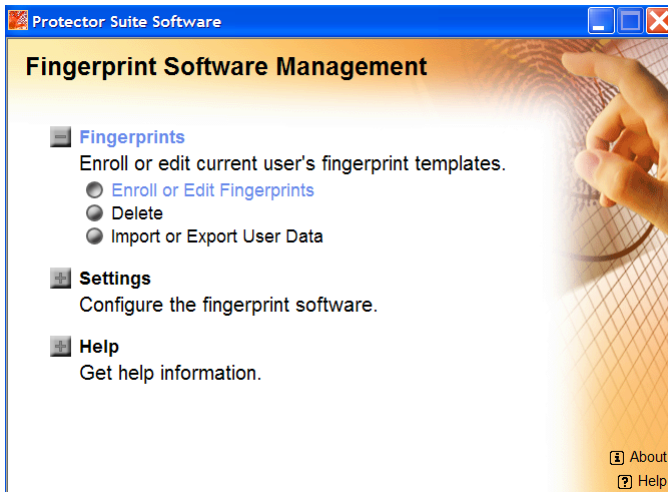 Protector Suite Software
Fingerprint Software Management
Fingerprints
Enroll or edit current user's fingerprint templates.
Enroll or Edit Fingerprints
Delete
Import or Export User Data
Settings
Configure the fingerprint software.
Help
Get help information.
About
Help